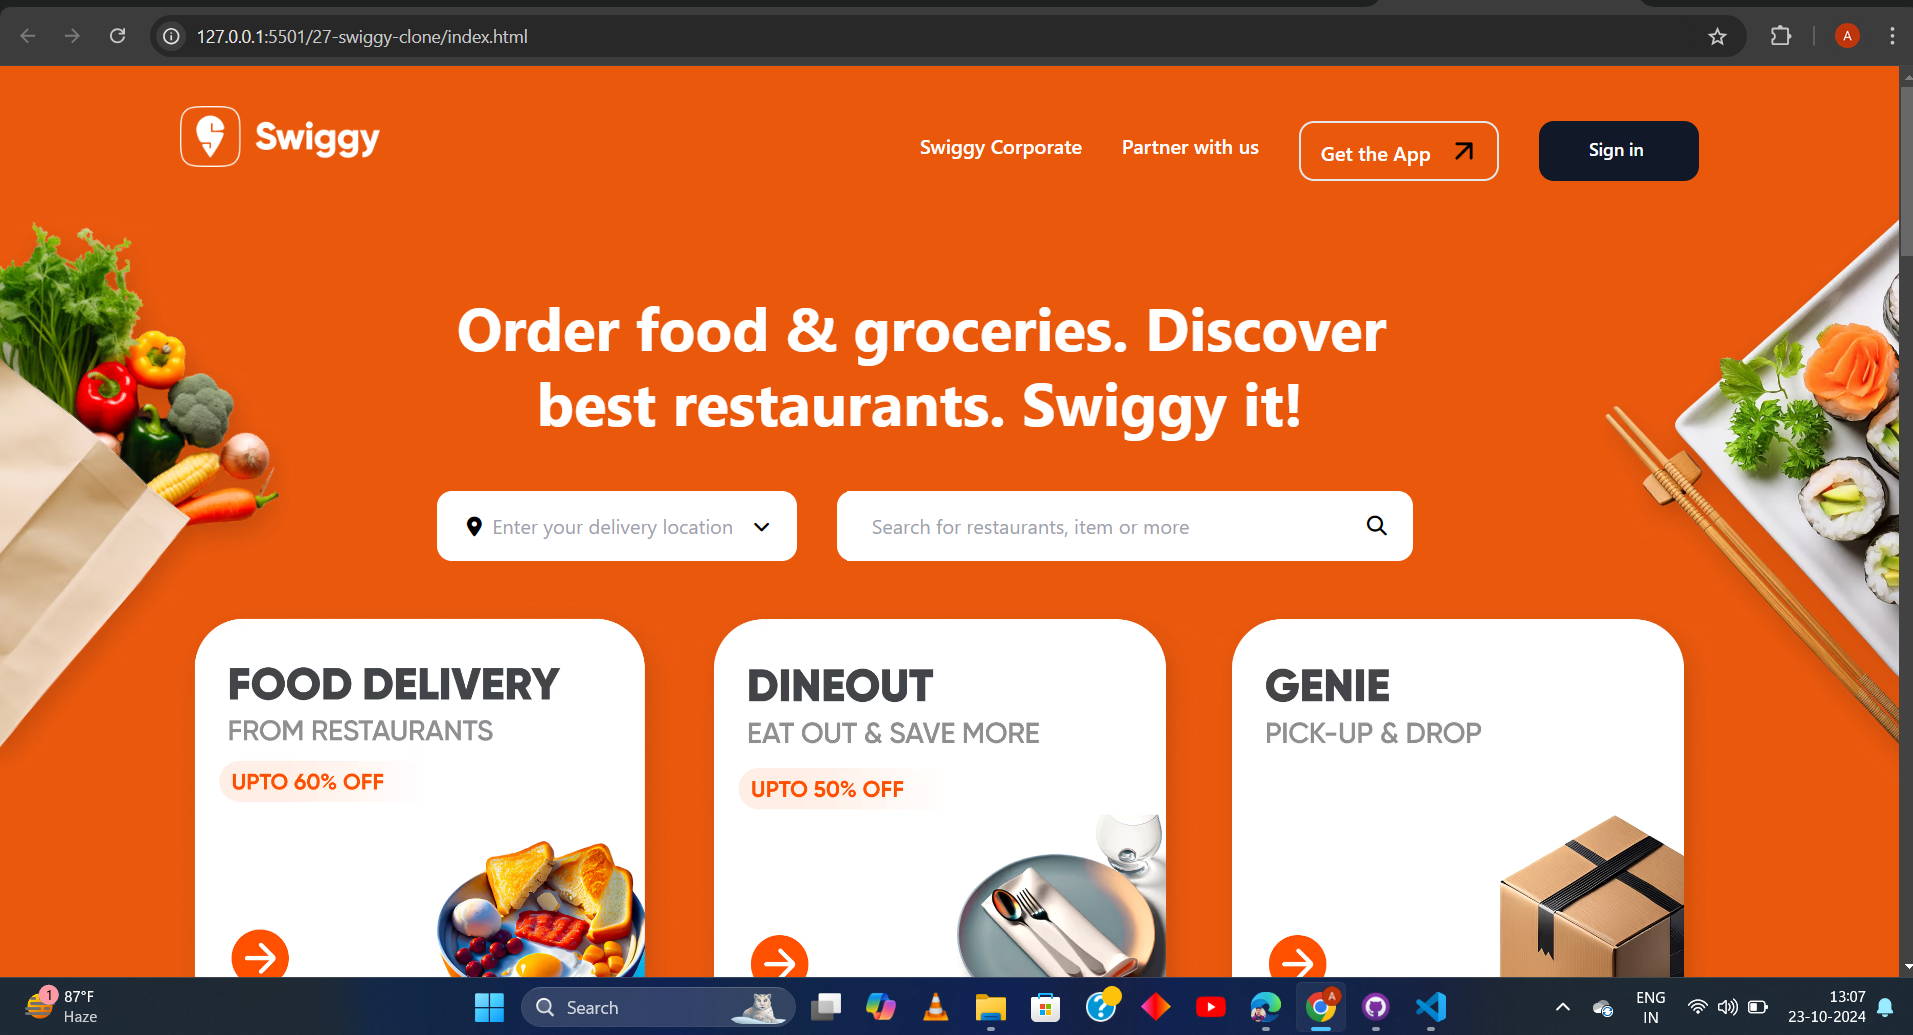 127.0.0.1:5501/27-swiggy-clone/index.html
A
Swiggy
Swiggy Corporate
Partner with us
Get the App
Sign in
Order food & groceries. Discover
best restaurants. Swiggy it!
Enter your delivery location
Search for restaurants, item or more
FOOD DELIVERY
FROM RESTAURANTS
UPTO 60% OFF
DINEOUT
EAT OUT & SAVE MORE
UPTO 50% OFF
GENIE
PICK-UP & DROP
1
87°F
Haze
Search
A
ENG
IN
13:07
23-10-2024